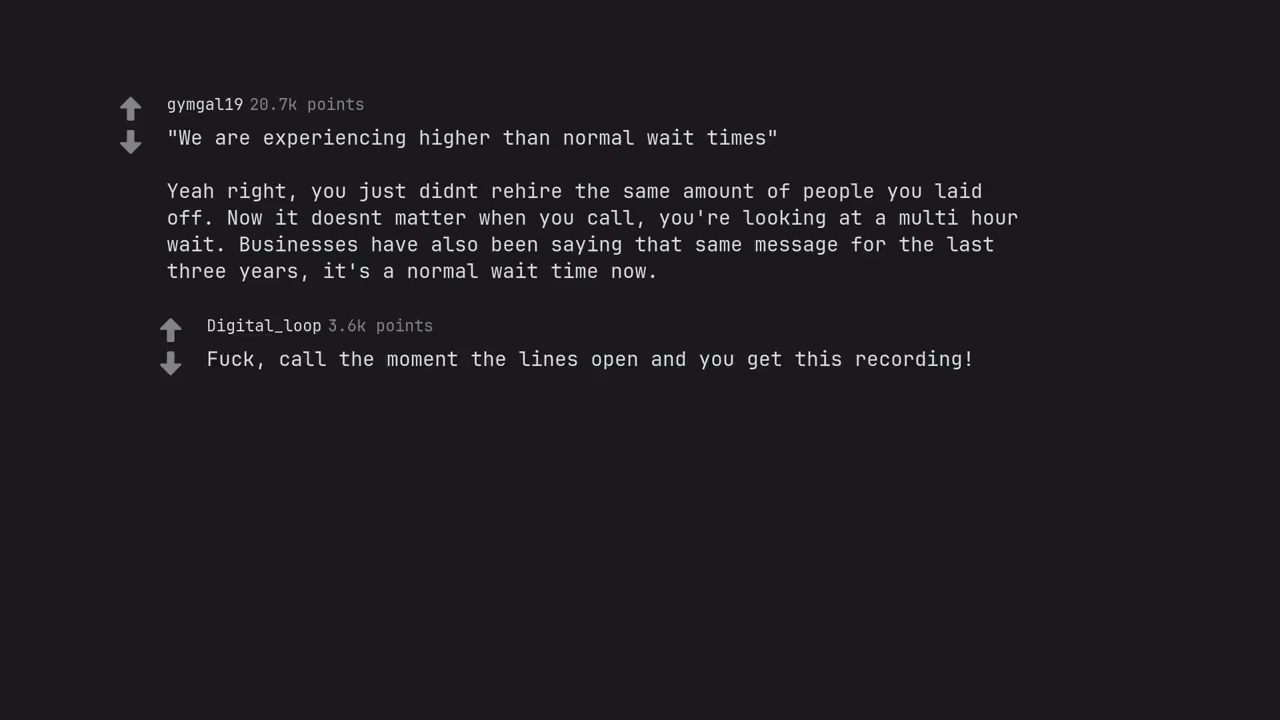 gymgal19 20.7k points
"We are experiencing higher than normal wait times"
Yeah right, you just didnt rehire the same amount of people you laid
off. Now it doesnt matter when you call, you're looking at a multi hour
wait. Businesses have also been saying that same message for the last
three years, it's a normal wait time now.
Digital_loop 3.6k points
Fuck, call the moment the lines open and you get this recording!